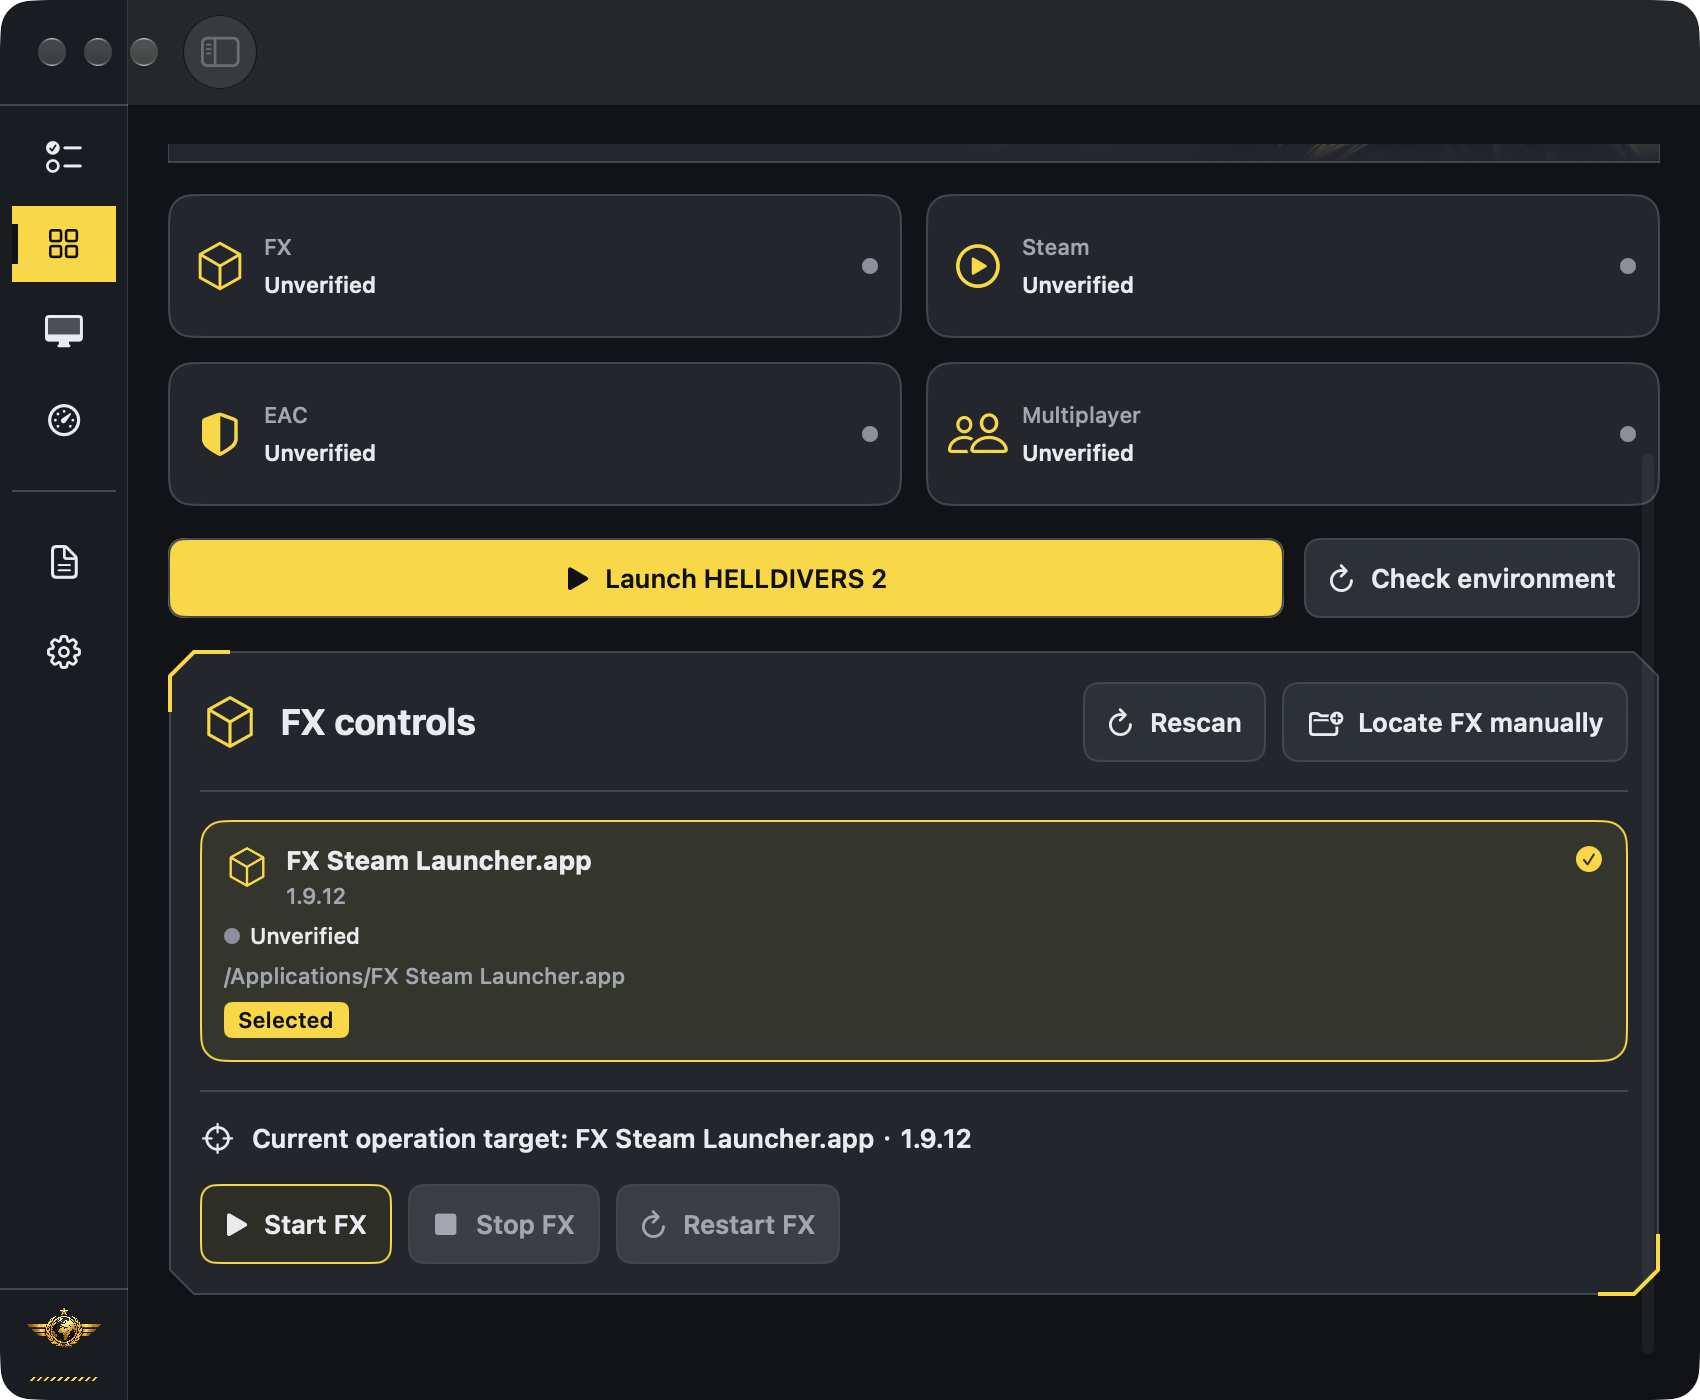 FX
Unverified
Steam
Unverified
EAC
Unverified
Multiplayer
Unverified
Launch HELLDIVERS 2
Check environment
FX controls
Rescan
Locate FX manually
FX Steam Launcher.app
1.9.12
Unverified
/Applications/FX Steam Launcher.app
Selected
Current operation target: FX Steam Launcher.app · 1.9.12
Start FX
Stop FX
Restart FX